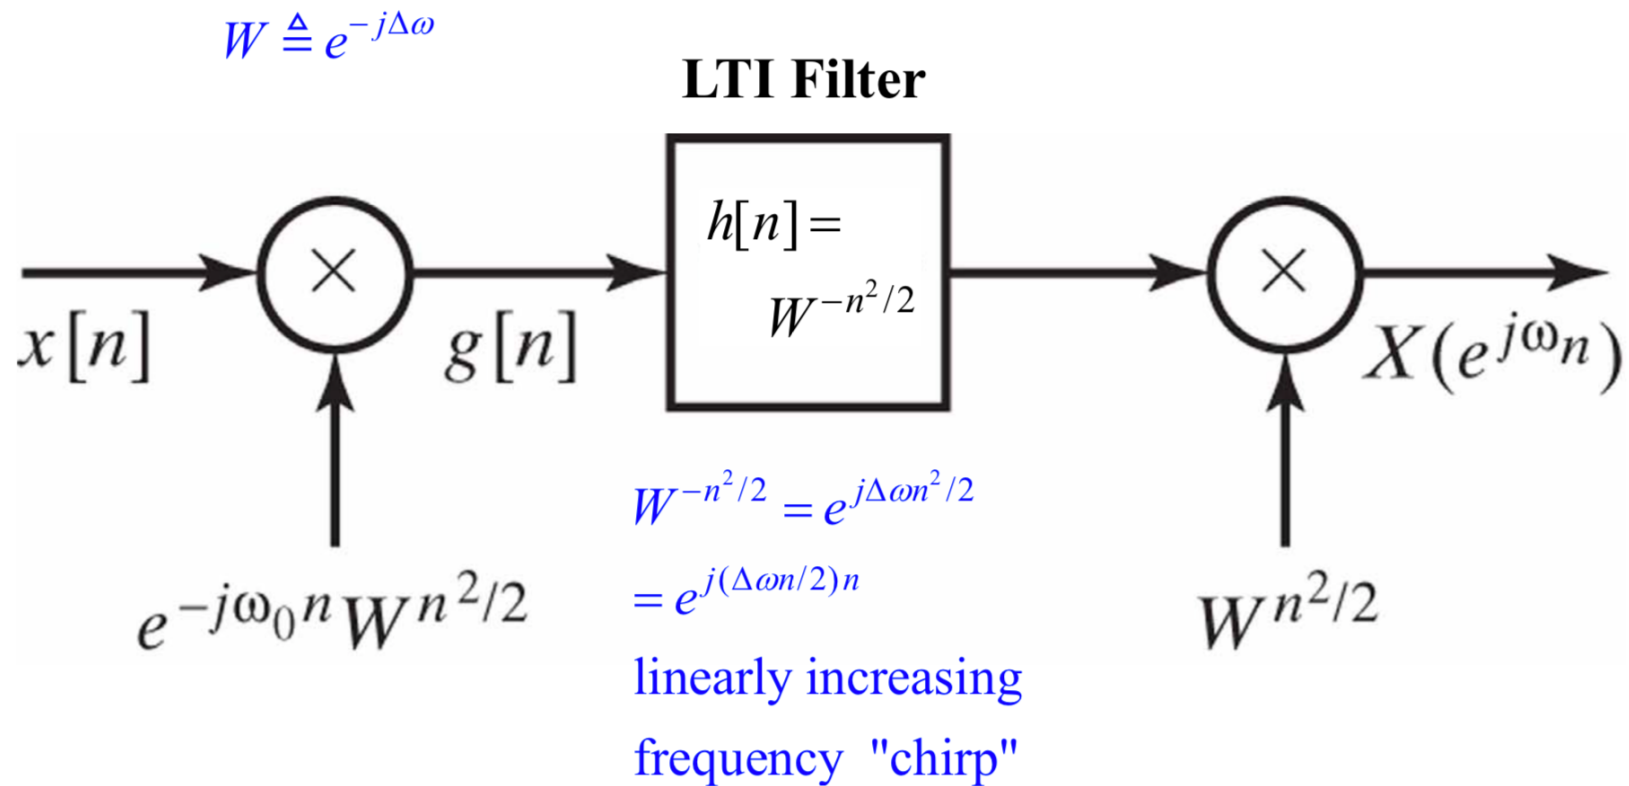 W ≜ e^{−jΔω}
LTI Filter
h[n] =
W^{−n²/2}
×
×
x[n]
g[n]
X(e^{jω_n})
W^{−n²/2} = e^{jΔωn²/2}
= e^{j(Δωn/2)n}
e^{−jω₀n}W^{n²/2}
W^{n²/2}
linearly increasing
frequency "chirp"